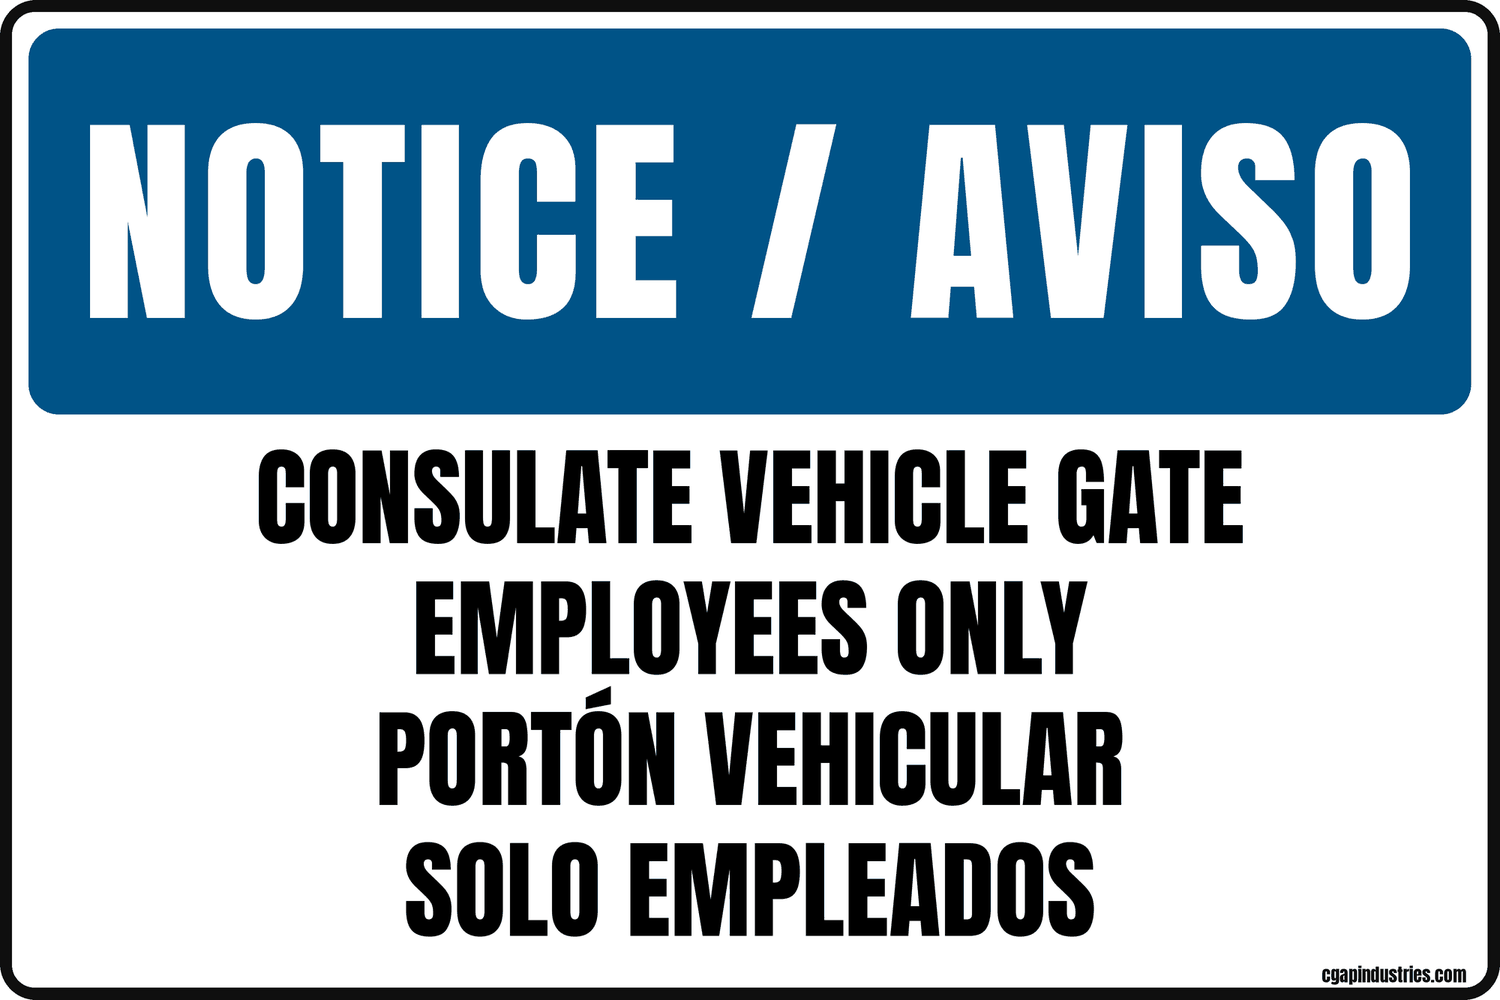 NOTICE / AVISO
CONSULATE VEHICLE GATE
EMPLOYEES ONLY
PORTÓN VEHICULAR
SOLO EMPLEADOS
cgapindustries.com